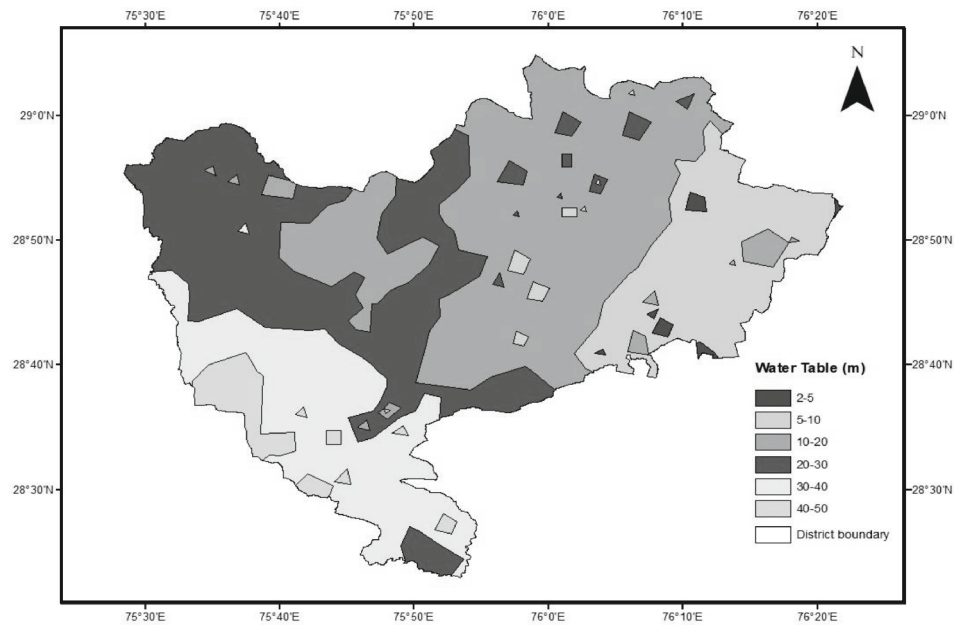 75°30'E 75°40'E 75°50'E 76°0'E 76°10'E 76°20'E
N
29°0'N 29°0'N
28°50'N 28°50'N
28°40'N 28°40'N
28°30'N 28°30'N
Water Table (m)
2-5
5-10
10-20
20-30
30-40
40-50
District boundary
75°30'E 75°40'E 75°50'E 76°0'E 76°10'E 76°20'E